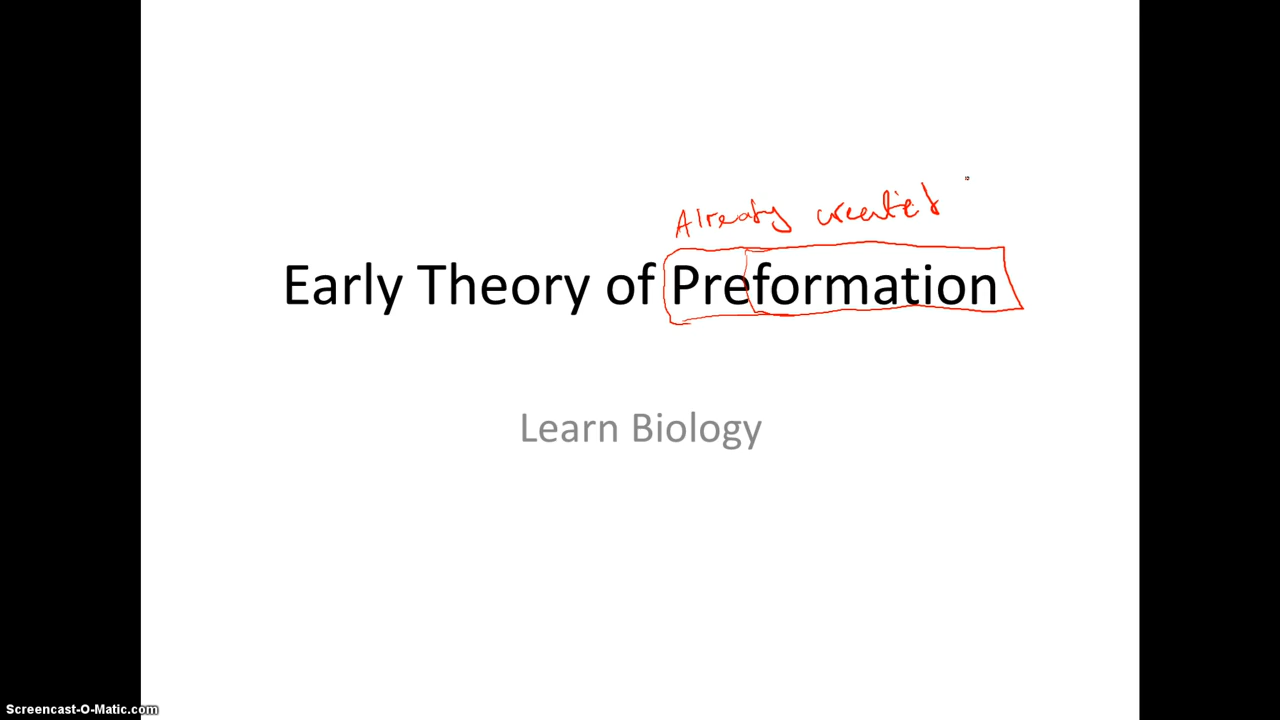 Already created
Early Theory of Preformation
Learn Biology
Screencast-O-Matic.com